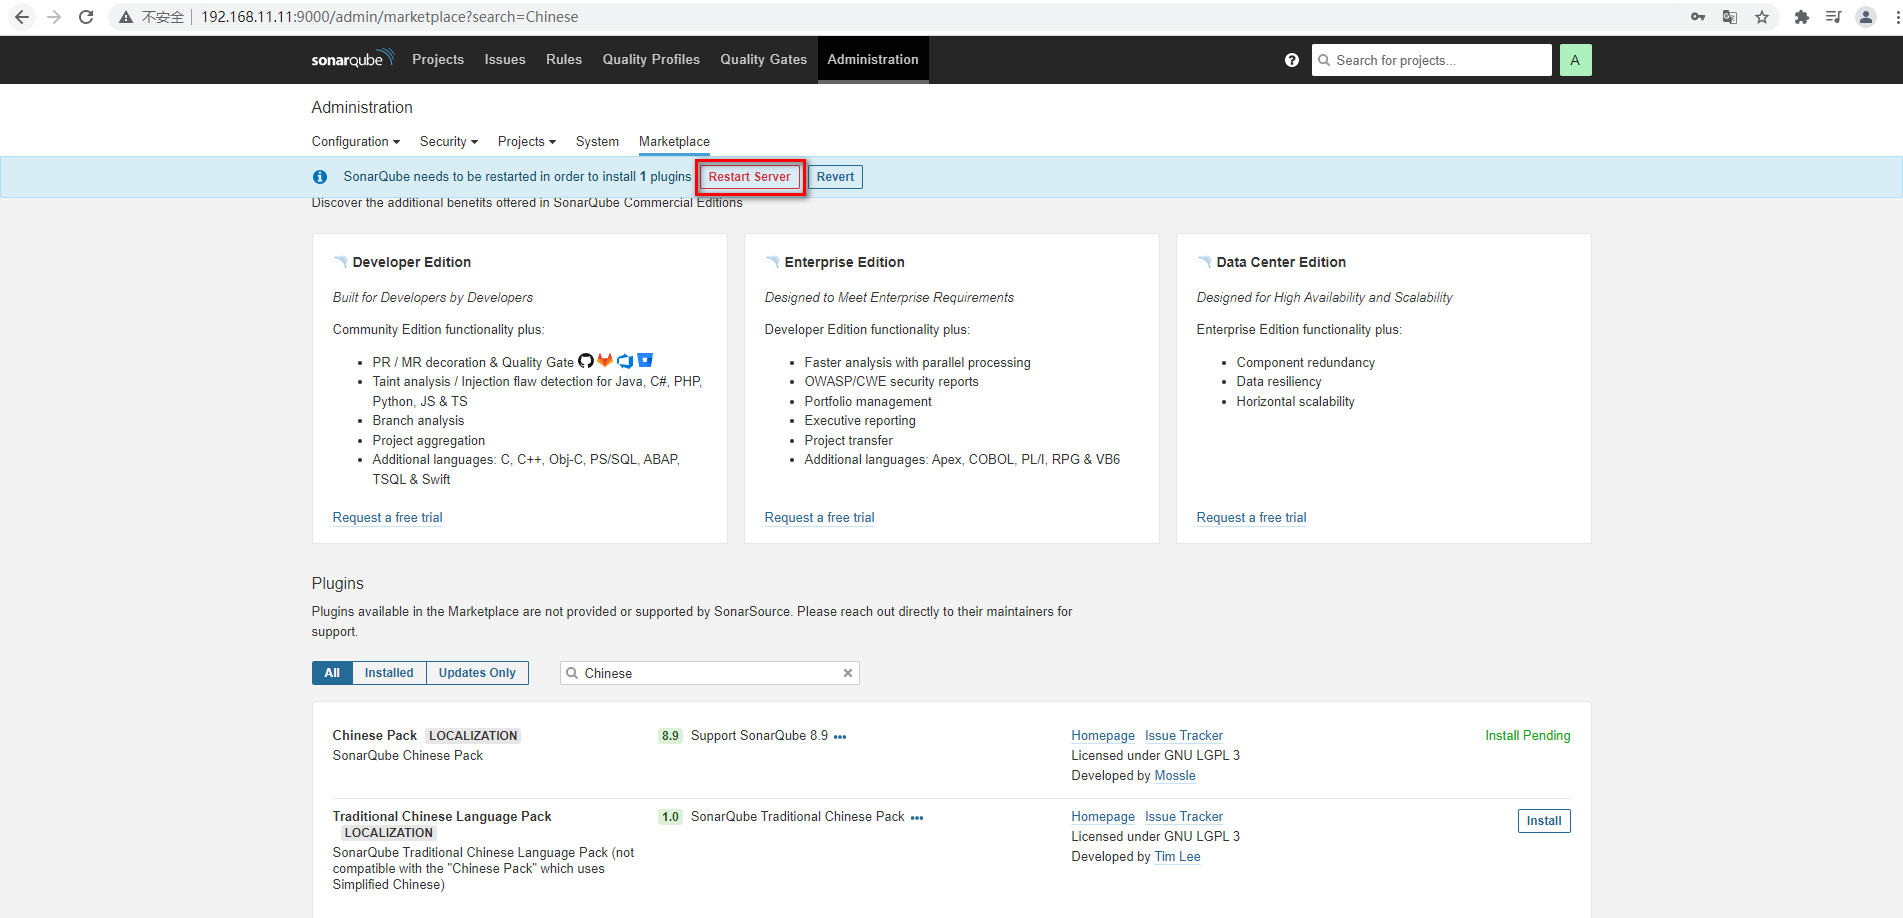 不安全 192.168.11.11:9000/admin/marketplace?search=Chinese
sonarqube Projects Issues Rules Quality Profiles Quality Gates Administration ? Search for projects... A
Administration
Configuration Security Projects System Marketplace
SonarQube needs to be restarted in order to install 1 plugins Restart Server Revert
Discover the additional benefits offered in SonarQube Commercial Editions
Developer Edition
Built for Developers by Developers
Community Edition functionality plus:
• PR / MR decoration & Quality Gate
• Taint analysis / Injection flaw detection for Java, C#, PHP,
Python, JS & TS
• Branch analysis
• Project aggregation
• Additional languages: C, C++, Obj-C, PS/SQL, ABAP,
TSQL & Swift
Request a free trial
Enterprise Edition
Designed to Meet Enterprise Requirements
Developer Edition functionality plus:
• Faster analysis with parallel processing
• OWASP/CWE security reports
• Portfolio management
• Executive reporting
• Project transfer
• Additional languages: Apex, COBOL, PL/I, RPG & VB6
Request a free trial
Data Center Edition
Designed for High Availability and Scalability
Enterprise Edition functionality plus:
• Component redundancy
• Data resiliency
• Horizontal scalability
Request a free trial
Plugins
Plugins available in the Marketplace are not provided or supported by SonarSource. Please reach out directly to their maintainers for
support.
All Installed Updates Only Chinese
Chinese Pack LOCALIZATION
SonarQube Chinese Pack
8.9 Support SonarQube 8.9 •••
Homepage Issue Tracker
Licensed under GNU LGPL 3
Developed by Mossle
Install Pending
Traditional Chinese Language Pack
LOCALIZATION
SonarQube Traditional Chinese Language Pack (not
compatible with the "Chinese Pack" which uses
Simplified Chinese)
1.0 SonarQube Traditional Chinese Pack •••
Homepage Issue Tracker
Licensed under GNU LGPL 3
Developed by Tim Lee
Install